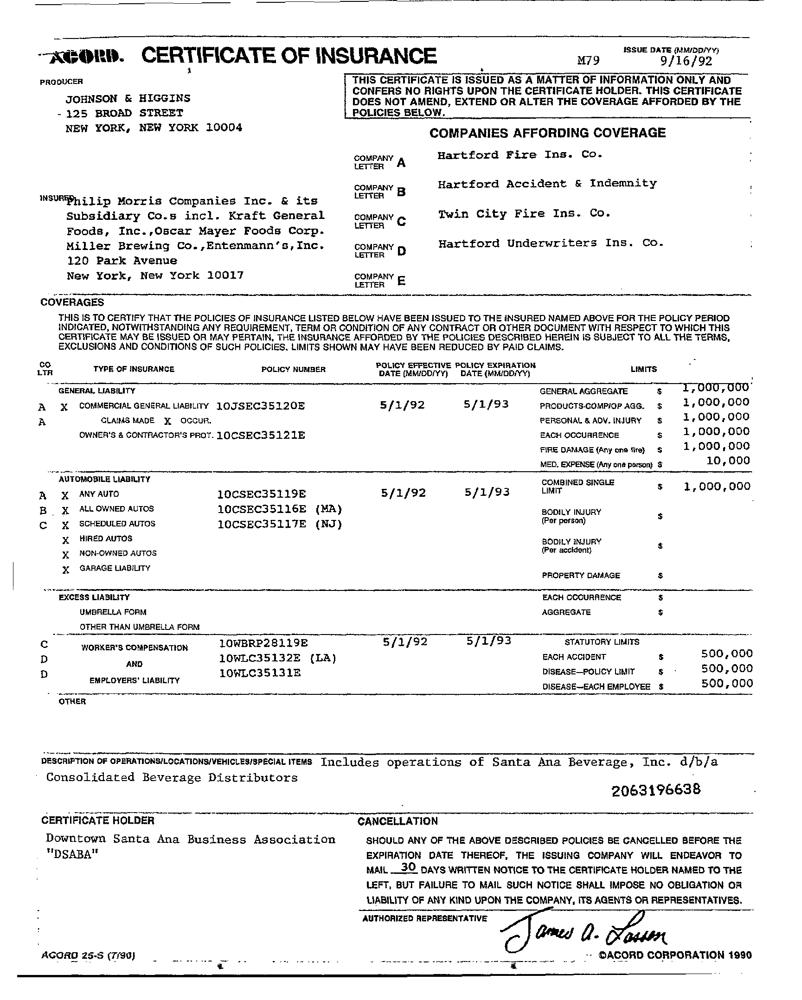 ACORD. CERTIFICATE OF INSURANCE
M79
ISSUE DATE (MM/DD/YY)
9/16/92
PRODUCER
JOHNSON & HIGGINS
- 125 BROAD STREET
NEW YORK, NEW YORK 10004
THIS CERTIFICATE IS ISSUED AS A MATTER OF INFORMATION ONLY AND
CONFERS NO RIGHTS UPON THE CERTIFICATE HOLDER. THIS CERTIFICATE
DOES NOT AMEND, EXTEND OR ALTER THE COVERAGE AFFORDED BY THE
POLICIES BELOW.
COMPANIES AFFORDING COVERAGE
COMPANY LETTER A Hartford Fire Ins. Co.
COMPANY LETTER B Hartford Accident & Indemnity
COMPANY LETTER C Twin City Fire Ins. Co.
COMPANY LETTER D Hartford Underwriters Ins. Co.
COMPANY LETTER E
INSURED
Philip Morris Companies Inc. & its
Subsidiary Co.s incl. Kraft General
Foods, Inc.,Oscar Mayer Foods Corp.
Miller Brewing Co.,Entenmann's,Inc.
120 Park Avenue
New York, New York 10017
COVERAGES
THIS IS TO CERTIFY THAT THE POLICIES OF INSURANCE LISTED BELOW HAVE BEEN ISSUED TO THE INSURED NAMED ABOVE FOR THE POLICY PERIOD
INDICATED, NOTWITHSTANDING ANY REQUIREMENT, TERM OR CONDITION OF ANY CONTRACT OR OTHER DOCUMENT WITH RESPECT TO WHICH THIS
CERTIFICATE MAY BE ISSUED OR MAY PERTAIN, THE INSURANCE AFFORDED BY THE POLICIES DESCRIBED HEREIN IS SUBJECT TO ALL THE TERMS,
EXCLUSIONS AND CONDITIONS OF SUCH POLICIES. LIMITS SHOWN MAY HAVE BEEN REDUCED BY PAID CLAIMS.
CO LTR TYPE OF INSURANCE POLICY NUMBER POLICY EFFECTIVE DATE (MM/DD/YY) POLICY EXPIRATION DATE (MM/DD/YY) LIMITS
GENERAL LIABILITY GENERAL AGGREGATE $ 1,000,000
A X COMMERCIAL GENERAL LIABILITY 10JSEC35120E 5/1/92 5/1/93 PRODUCTS-COMP/OP AGG. $ 1,000,000
A CLAIMS MADE X OCCUR. PERSONAL & ADV. INJURY $ 1,000,000
OWNER'S & CONTRACTOR'S PROT. 10CSEC35121E EACH OCCURRENCE $ 1,000,000
FIRE DAMAGE (Any one fire) $ 1,000,000
MED. EXPENSE (Any one person) $ 10,000
AUTOMOBILE LIABILITY
A X ANY AUTO 10CSEC35119E 5/1/92 5/1/93 COMBINED SINGLE LIMIT $ 1,000,000
B X ALL OWNED AUTOS 10CSEC35116E (MA)
C X SCHEDULED AUTOS 10CSEC35117E (NJ) BODILY INJURY (Per person) $
X HIRED AUTOS
X NON-OWNED AUTOS BODILY INJURY (Per accident) $
X GARAGE LIABILITY
PROPERTY DAMAGE $
EXCESS LIABILITY EACH OCCURRENCE $
UMBRELLA FORM AGGREGATE $
OTHER THAN UMBRELLA FORM
C WORKER'S COMPENSATION 10WBRP28119E 5/1/92 5/1/93 STATUTORY LIMITS
D AND 10WLC35132E (LA) EACH ACCIDENT $ 500,000
D EMPLOYERS' LIABILITY 10WLC35131E DISEASE—POLICY LIMIT $ 500,000
DISEASE—EACH EMPLOYEE $ 500,000
OTHER
DESCRIPTION OF OPERATIONS/LOCATIONS/VEHICLES/SPECIAL ITEMS Includes operations of Santa Ana Beverage, Inc. d/b/a
Consolidated Beverage Distributors
2063196638
CERTIFICATE HOLDER
Downtown Santa Ana Business Association
"DSABA"
CANCELLATION
SHOULD ANY OF THE ABOVE DESCRIBED POLICIES BE CANCELLED BEFORE THE
EXPIRATION DATE THEREOF, THE ISSUING COMPANY WILL ENDEAVOR TO
MAIL 30 DAYS WRITTEN NOTICE TO THE CERTIFICATE HOLDER NAMED TO THE
LEFT, BUT FAILURE TO MAIL SUCH NOTICE SHALL IMPOSE NO OBLIGATION OR
LIABILITY OF ANY KIND UPON THE COMPANY, ITS AGENTS OR REPRESENTATIVES.
AUTHORIZED REPRESENTATIVE
James A. Lassen
ACORD 25-S (7/90)
©ACORD CORPORATION 1990